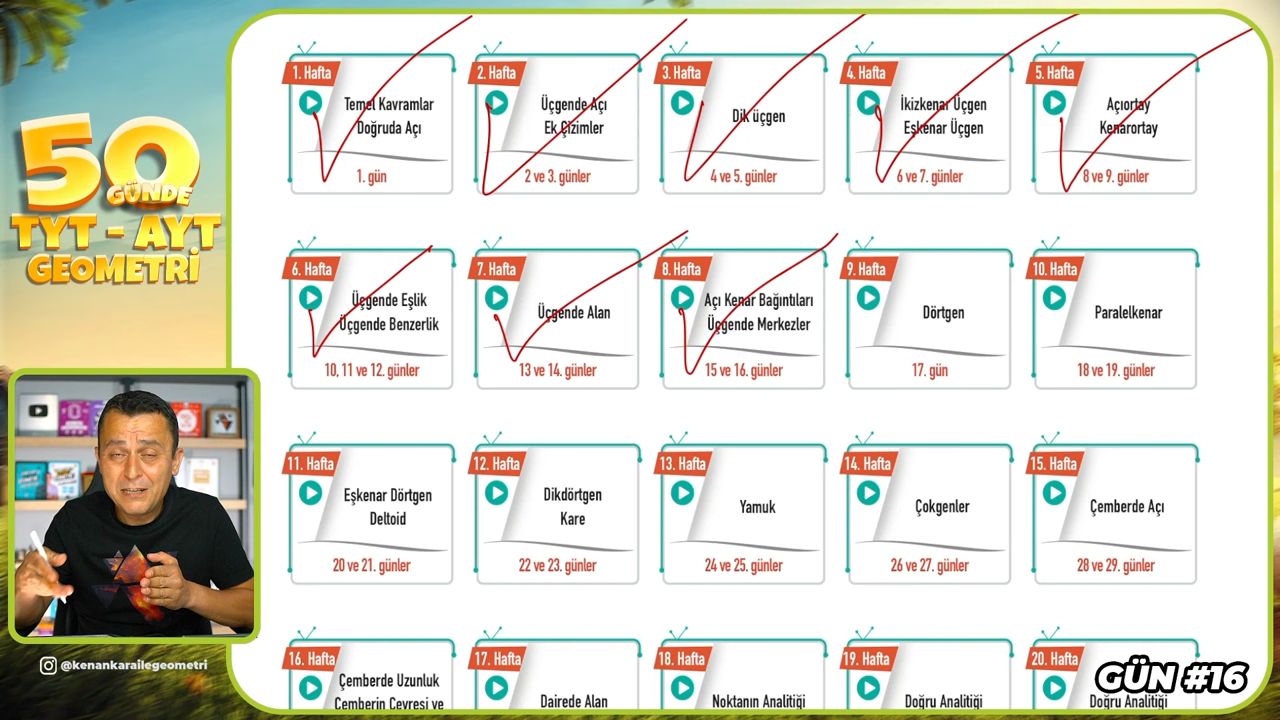 50
GÜNDE
TYT - AYT
GEOMETRİ
1. Hafta
Temel Kavramlar
Doğruda Açı
1. gün
2. Hafta
Üçgende Açı
Ek Çizimler
2 ve 3. günler
3. Hafta
Dik üçgen
4 ve 5. günler
4. Hafta
İkizkenar Üçgen
Eşkenar Üçgen
6 ve 7. günler
5. Hafta
Açıortay
Kenarortay
8 ve 9. günler
6. Hafta
Üçgende Eşlik
Üçgende Benzerlik
10, 11 ve 12. günler
7. Hafta
Üçgende Alan
13 ve 14. günler
8. Hafta
Açı Kenar Bağıntıları
Üçgende Merkezler
15 ve 16. günler
9. Hafta
Dörtgen
17. gün
10. Hafta
Paralelkenar
18 ve 19. günler
11. Hafta
Eşkenar Dörtgen
Deltoid
20 ve 21. günler
12. Hafta
Dikdörtgen
Kare
22 ve 23. günler
13. Hafta
Yamuk
24 ve 25. günler
14. Hafta
Çokgenler
26 ve 27. günler
15. Hafta
Çemberde Açı
28 ve 29. günler
16. Hafta
Çemberde Uzunluk
Çemberin Çevresi ve
17. Hafta
Dairede Alan
18. Hafta
Noktanın Analitiği
19. Hafta
Doğru Analitiği
20. Hafta
Doğru Analitiği
@kenankarailegeometri
GÜN #16